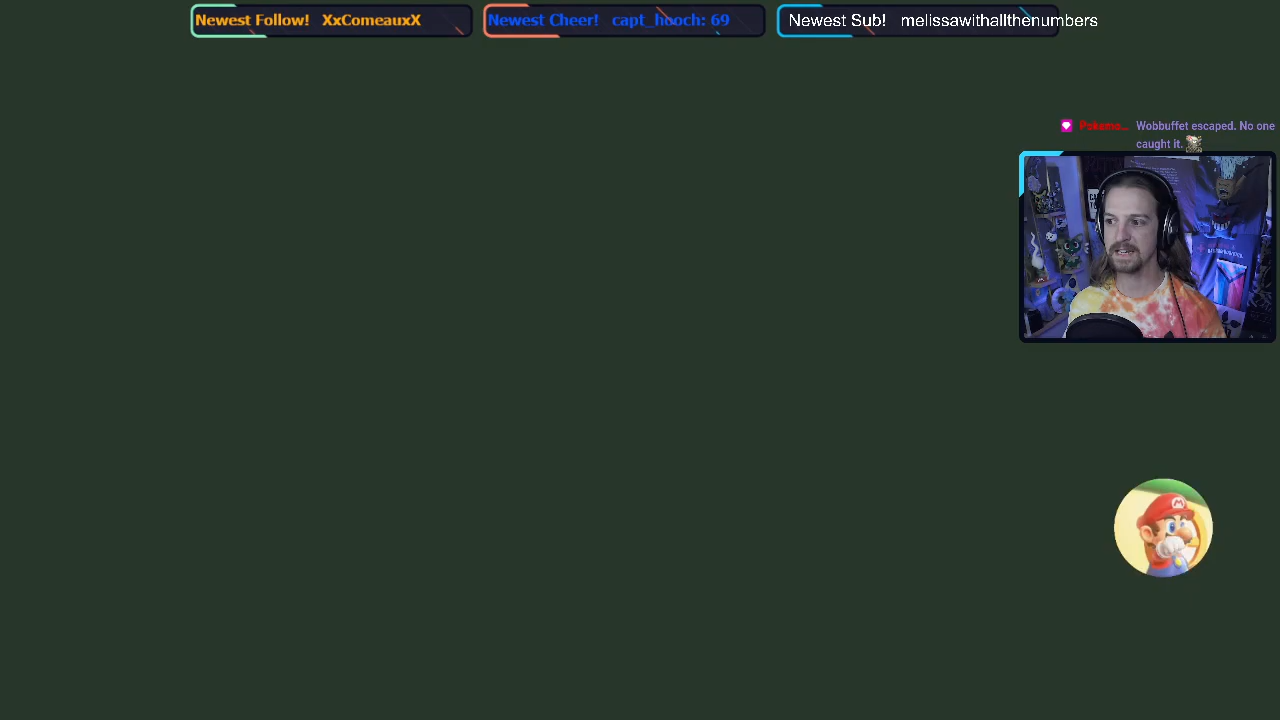 Newest Follow! XxComeauxX
Newest Cheer! capt_hooch: 69
Newest Sub! melissawithallthenumbers
Pokemo... Wobbuffet escaped. No one
caught it.